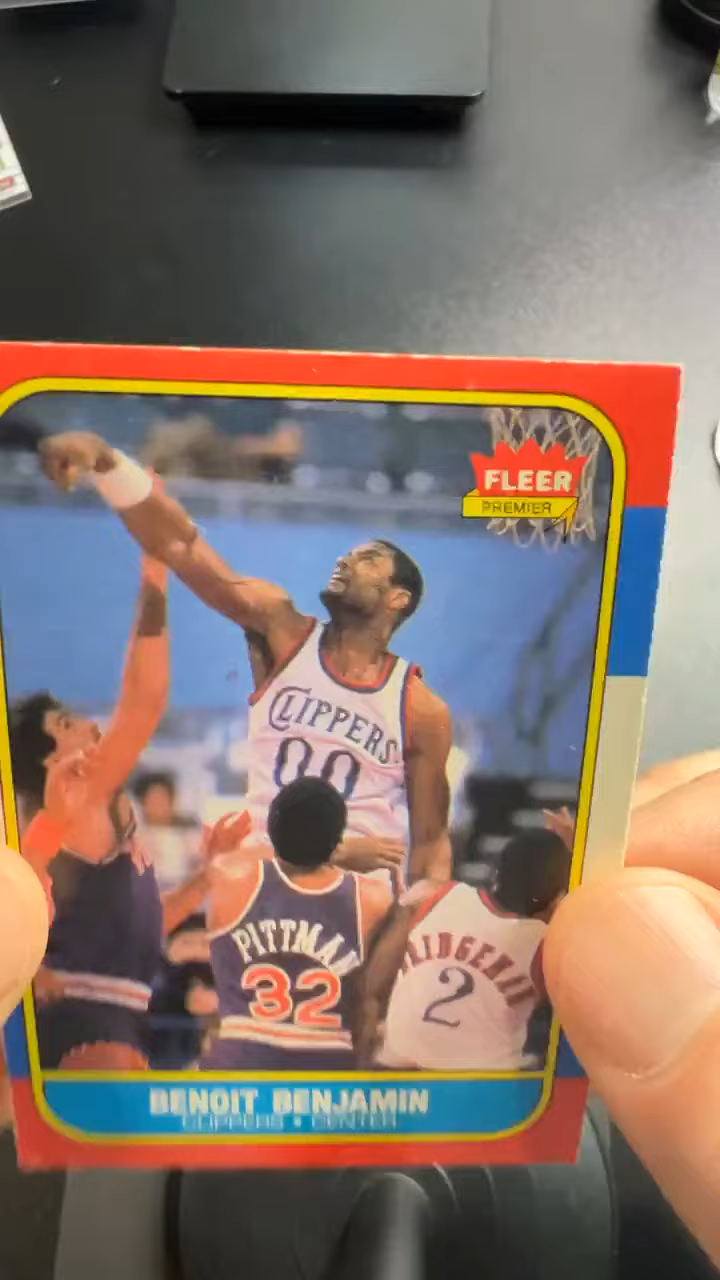 FLEER
PREMIER
CLIPPERS
00
PITTMAN
32
2
BENOIT BENJAMIN
CLIPPERS • CENTER